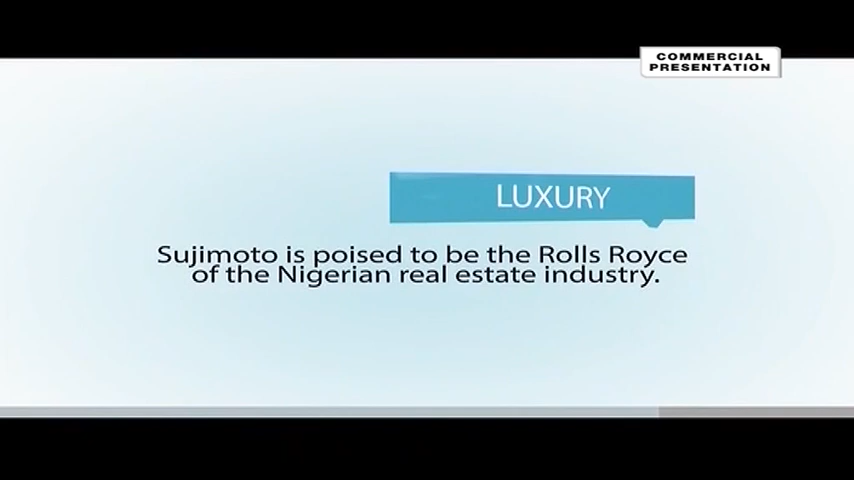 COMMERCIAL
PRESENTATION
LUXURY
Sujimoto is poised to be the Rolls Royce
of the Nigerian real estate industry.